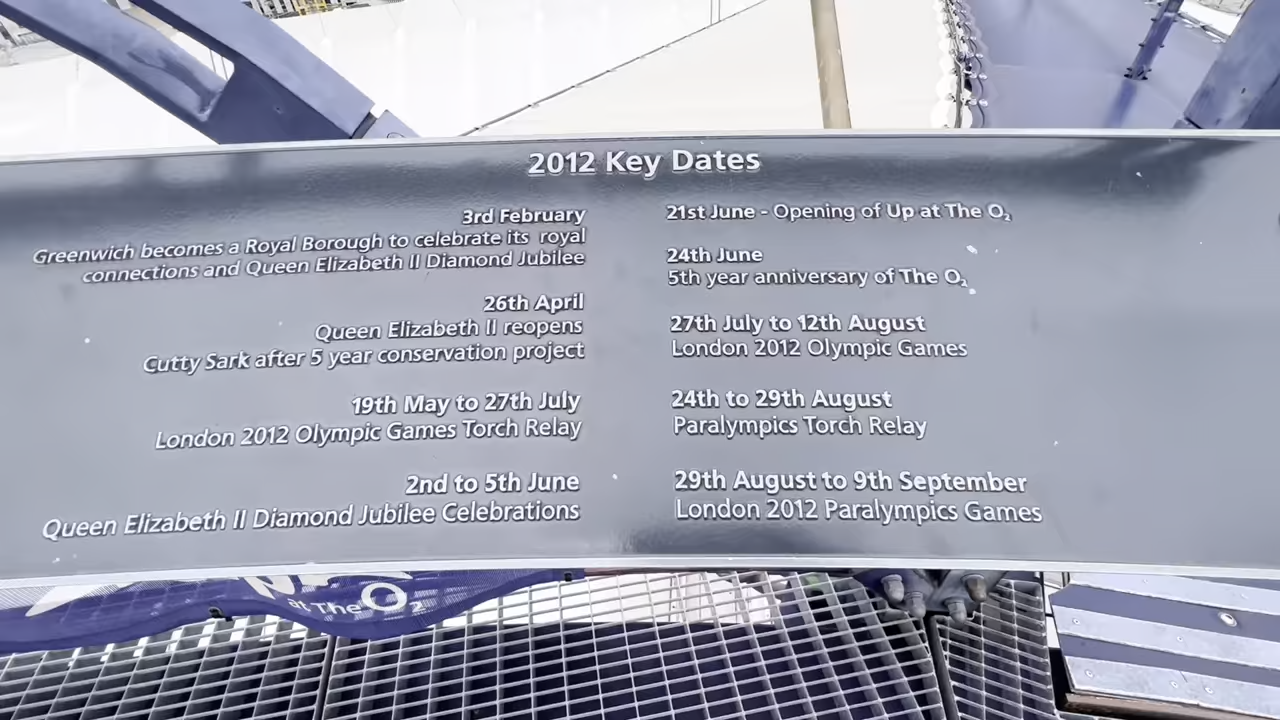 2012 Key Dates
3rd February
Greenwich becomes a Royal Borough to celebrate its royal
connections and Queen Elizabeth II Diamond Jubilee
26th April
Queen Elizabeth II reopens
Cutty Sark after 5 year conservation project
19th May to 27th July
London 2012 Olympic Games Torch Relay
2nd to 5th June
Queen Elizabeth II Diamond Jubilee Celebrations
21st June - Opening of Up at The O₂
24th June
5th year anniversary of The O₂
27th July to 12th August
London 2012 Olympic Games
24th to 29th August
Paralympics Torch Relay
29th August to 9th September
London 2012 Paralympics Games
at The O₂